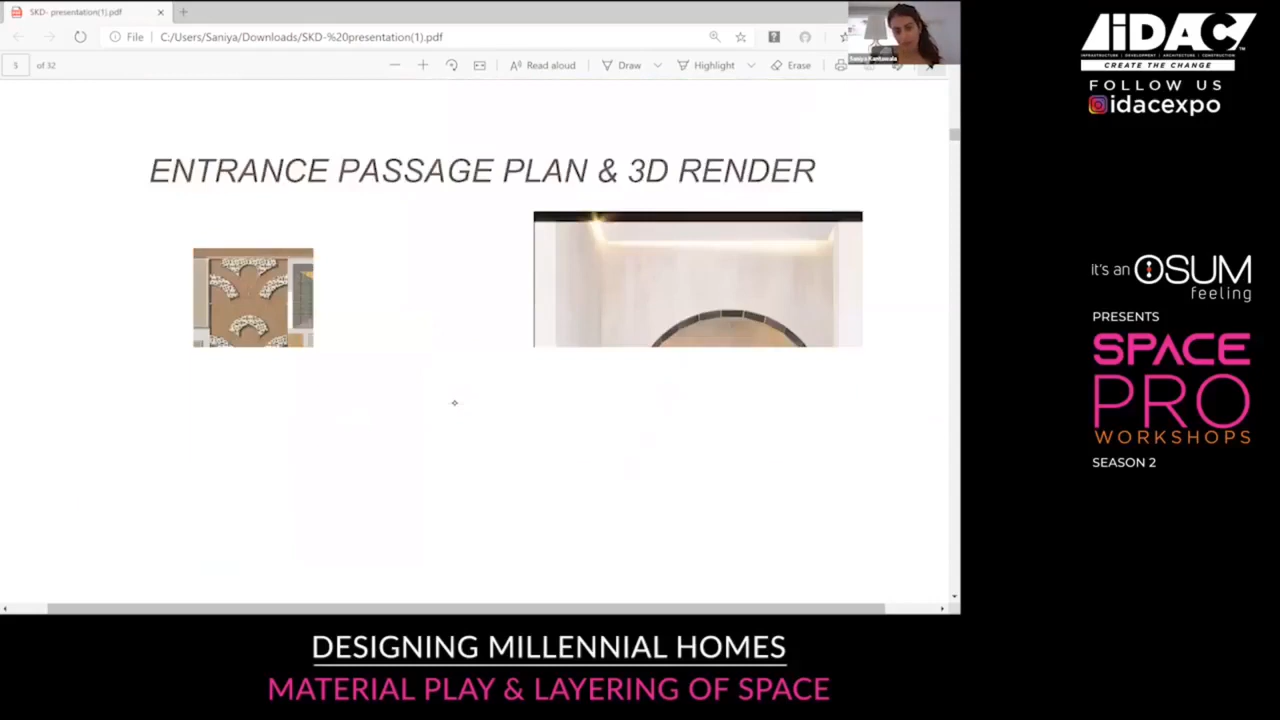 SKD- presentation(1).pdf
File C:/Users/Saniya/Downloads/SKD-%20presentation(1).pdf
5 of 32 Read aloud Draw Highlight Erase
ENTRANCE PASSAGE PLAN & 3D RENDER
IDAC
CREATE THE CHANGE
FOLLOW US
idacexpo
it's an OSUM
feeling
PRESENTS
SPACE
PRO
WORKSHOPS
SEASON 2
DESIGNING MILLENNIAL HOMES
MATERIAL PLAY & LAYERING OF SPACE